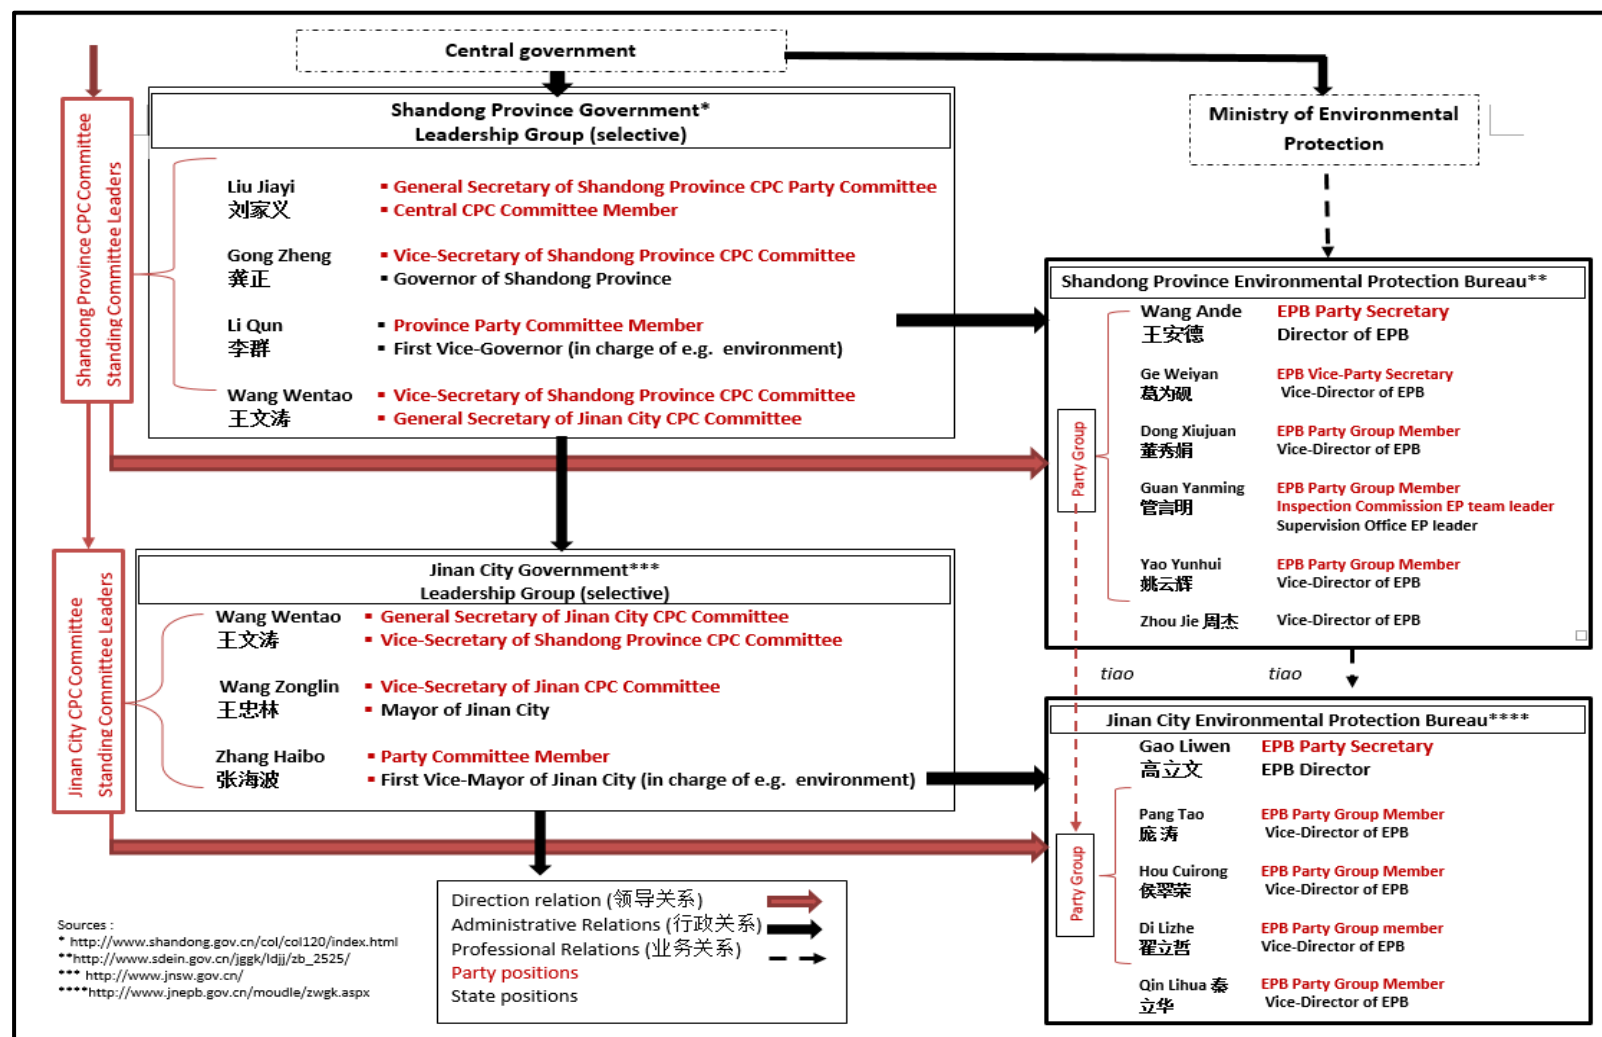 Central government
Ministry of Environmental
Protection
Shandong Province CPC Committee
Standing Committee Leaders
Shandong Province Government*
Leadership Group (selective)
Liu Jiayi ▪ General Secretary of Shandong Province CPC Party Committee
刘家义 ▪ Central CPC Committee Member
Gong Zheng ▪ Vice-Secretary of Shandong Province CPC Committee
龚正 ▪ Governor of Shandong Province
Li Qun ▪ Province Party Committee Member
李群 ▪ First Vice-Governor (in charge of e.g. environment)
Wang Wentao ▪ Vice-Secretary of Shandong Province CPC Committee
王文涛 ▪ General Secretary of Jinan City CPC Committee
Shandong Province Environmental Protection Bureau**
Party Group
Wang Ande EPB Party Secretary
王安德 Director of EPB
Ge Weiyan EPB Vice-Party Secretary
葛为砚 Vice-Director of EPB
Dong Xiujuan EPB Party Group Member
董秀娟 Vice-Director of EPB
Guan Yanming EPB Party Group Member
管言明 Inspection Commission EP team leader
Supervision Office EP leader
Yao Yunhui EPB Party Group Member
姚云辉 Vice-Director of EPB
Zhou Jie 周杰 Vice-Director of EPB
tiao tiao
Jinan City CPC Committee
Standing Committee Leaders
Jinan City Government***
Leadership Group (selective)
Wang Wentao ▪ General Secretary of Jinan City CPC Committee
王文涛 ▪ Vice-Secretary of Shandong Province CPC Committee
Wang Zonglin ▪ Vice-Secretary of Jinan CPC Committee
王忠林 ▪ Mayor of Jinan City
Zhang Haibo ▪ Party Committee Member
张海波 ▪ First Vice-Mayor of Jinan City (in charge of e.g. environment)
Jinan City Environmental Protection Bureau****
Party Group
Gao Liwen EPB Party Secretary
高立文 EPB Director
Pang Tao EPB Party Group Member
庞涛 Vice-Director of EPB
Hou Cuirong EPB Party Group Member
侯翠荣 Vice-Director of EPB
Di Lizhe EPB Party Group member
翟立哲 Vice-Director of EPB
Qin Lihua 秦 EPB Party Group Member
立华 Vice-Director of EPB
Direction relation (领导关系)
Administrative Relations (行政关系)
Professional Relations (业务关系)
Party positions
State positions
Sources :
* http://www.shandong.gov.cn/col/col120/index.html
**http://www.sdein.gov.cn/jggk/ldjj/zb_2525/
*** http://www.jnsw.gov.cn/
****http://www.jnepb.gov.cn/moudle/zwgk.aspx